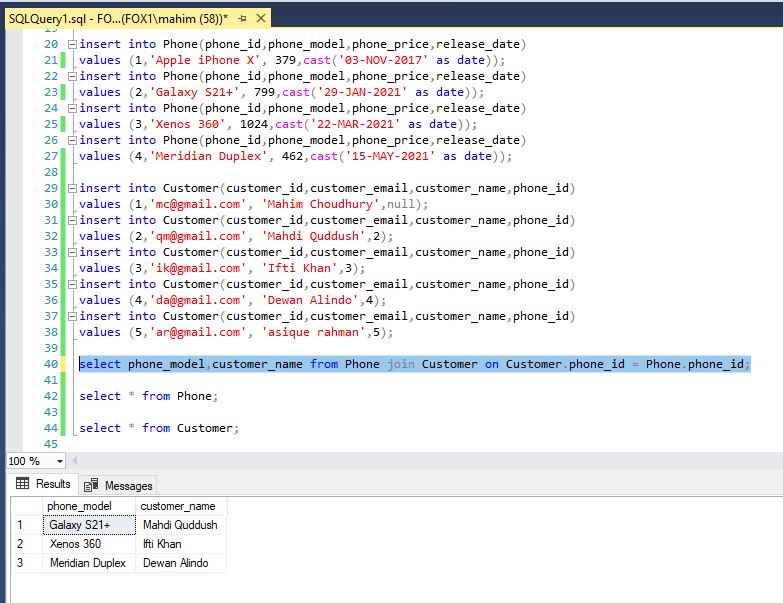 SQLQuery1.sql - FO...(FOX1\mahim (58))*
19
20 insert into Phone(phone_id,phone_model,phone_price,release_date)
21 values (1,'Apple iPhone X', 379,cast('03-NOV-2017' as date));
22 insert into Phone(phone_id,phone_model,phone_price,release_date)
23 values (2,'Galaxy S21+', 799,cast('29-JAN-2021' as date));
24 insert into Phone(phone_id,phone_model,phone_price,release_date)
25 values (3,'Xenos 360', 1024,cast('22-MAR-2021' as date));
26 insert into Phone(phone_id,phone_model,phone_price,release_date)
27 values (4,'Meridian Duplex', 462,cast('15-MAY-2021' as date));
28
29 insert into Customer(customer_id,customer_email,customer_name,phone_id)
30 values (1,'mc@gmail.com', 'Mahim Choudhury',null);
31 insert into Customer(customer_id,customer_email,customer_name,phone_id)
32 values (2,'qm@gmail.com', 'Mahdi Quddush',2);
33 insert into Customer(customer_id,customer_email,customer_name,phone_id)
34 values (3,'ik@gmail.com', 'Ifti Khan',3);
35 insert into Customer(customer_id,customer_email,customer_name,phone_id)
36 values (4,'da@gmail.com', 'Dewan Alindo',4);
37 insert into Customer(customer_id,customer_email,customer_name,phone_id)
38 values (5,'ar@gmail.com', 'asique rahman',5);
39
40 select phone_model,customer_name from Phone join Customer on Customer.phone_id = Phone.phone_id;
41
42 select * from Phone;
43
44 select * from Customer;
45
100 %
Results Messages
phone_model customer_name
1 Galaxy S21+ Mahdi Quddush
2 Xenos 360 Ifti Khan
3 Meridian Duplex Dewan Alindo